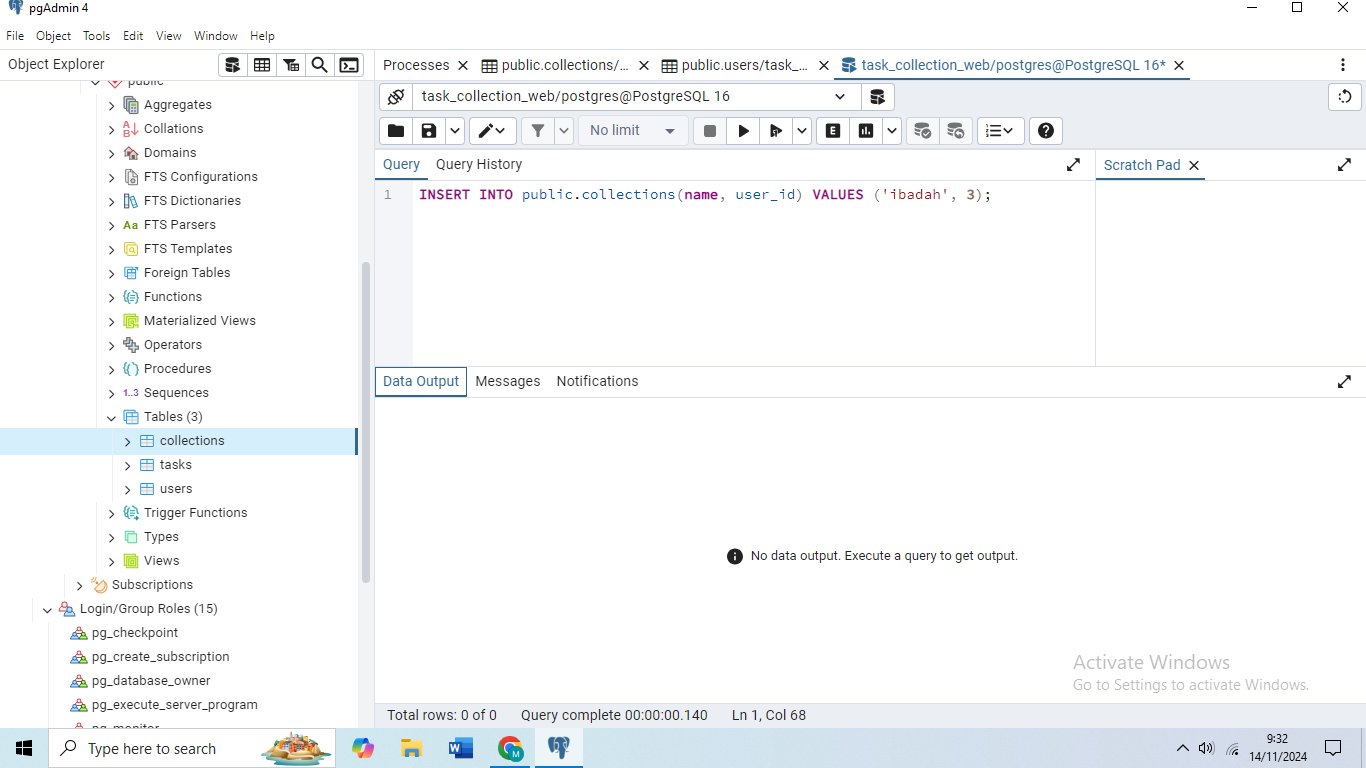 pgAdmin 4
File Object Tools Edit View Window Help
Object Explorer
Processes public.collections/... public.users/task_... task_collection_web/postgres@PostgreSQL 16*
task_collection_web/postgres@PostgreSQL 16
No limit
E
Query Query History
Scratch Pad
1 INSERT INTO public.collections(name, user_id) VALUES ('ibadah', 3);
public
Aggregates
Collations
Domains
FTS Configurations
FTS Dictionaries
Aa FTS Parsers
FTS Templates
Foreign Tables
Functions
Materialized Views
Operators
Procedures
1..3 Sequences
Tables (3)
collections
tasks
users
Trigger Functions
Types
Views
Subscriptions
Login/Group Roles (15)
pg_checkpoint
pg_create_subscription
pg_database_owner
pg_execute_server_program
pg_monitor
Data Output Messages Notifications
No data output. Execute a query to get output.
Activate Windows
Go to Settings to activate Windows.
Total rows: 0 of 0 Query complete 00:00:00.140 Ln 1, Col 68
Type here to search
9:32
14/11/2024